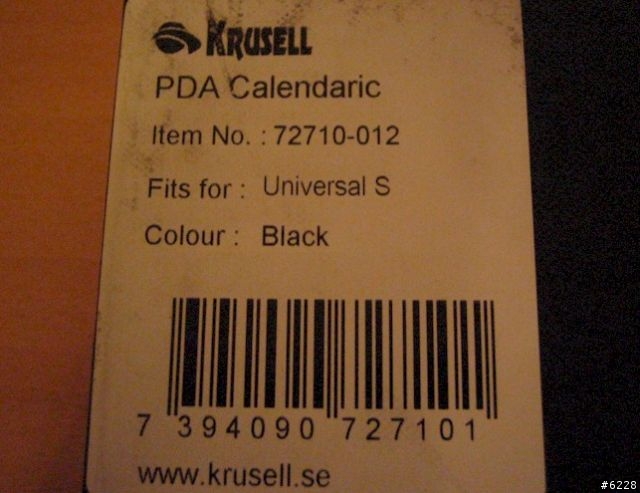 KRUSELL
PDA Calendaric
Item No. : 72710-012
Fits for : Universal S
Colour : Black
7 394090 727101
www.krusell.se
#6228